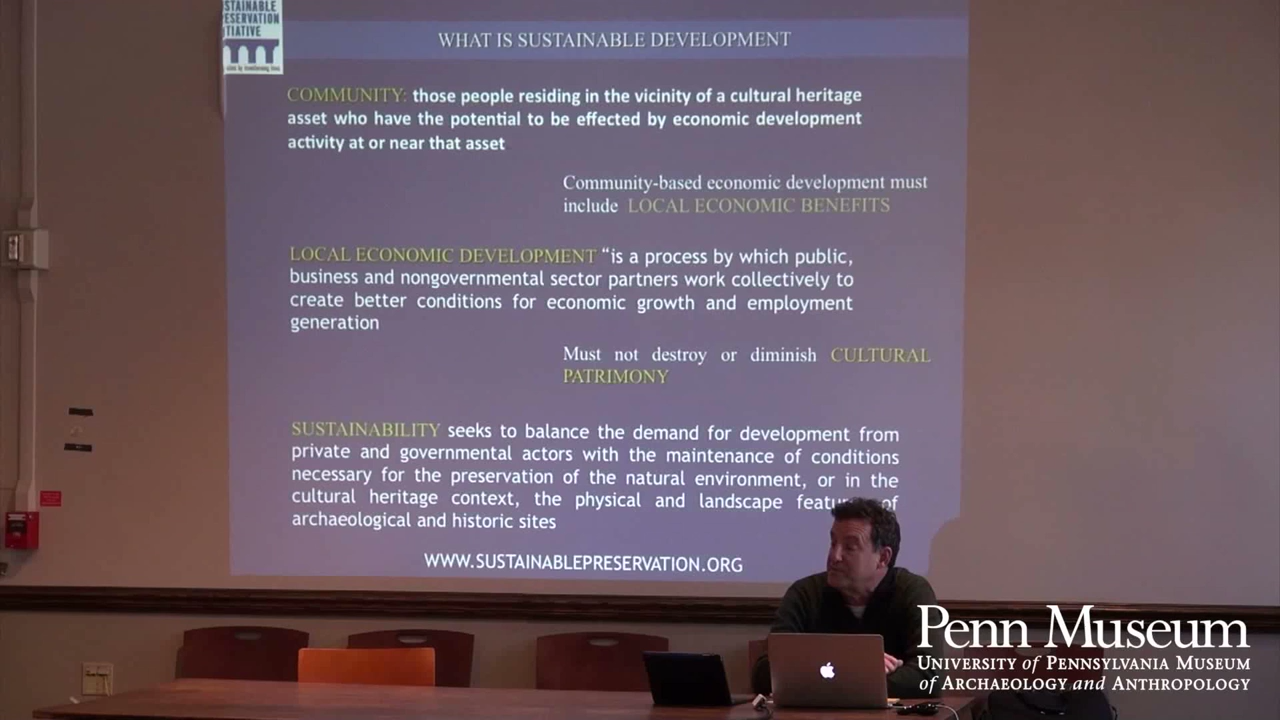 STAINABLE
ESERVATION
ITIATIVE
WHAT IS SUSTAINABLE DEVELOPMENT
COMMUNITY: those people residing in the vicinity of a cultural heritage
asset who have the potential to be effected by economic development
activity at or near that asset
Community-based economic development must
include LOCAL ECONOMIC BENEFITS
LOCAL ECONOMIC DEVELOPMENT “is a process by which public,
business and nongovernmental sector partners work collectively to
create better conditions for economic growth and employment
generation
Must not destroy or diminish CULTURAL
PATRIMONY
SUSTAINABILITY seeks to balance the demand for development from
private and governmental actors with the maintenance of conditions
necessary for the preservation of the natural environment, or in the
cultural heritage context, the physical and landscape of
archaeological and historic sites
WWW.SUSTAINABLEPRESERVATION.ORG
Penn Museum
UNIVERSITY of PENNSYLVANIA MUSEUM
of ARCHAEOLOGY and ANTHROPOLOGY